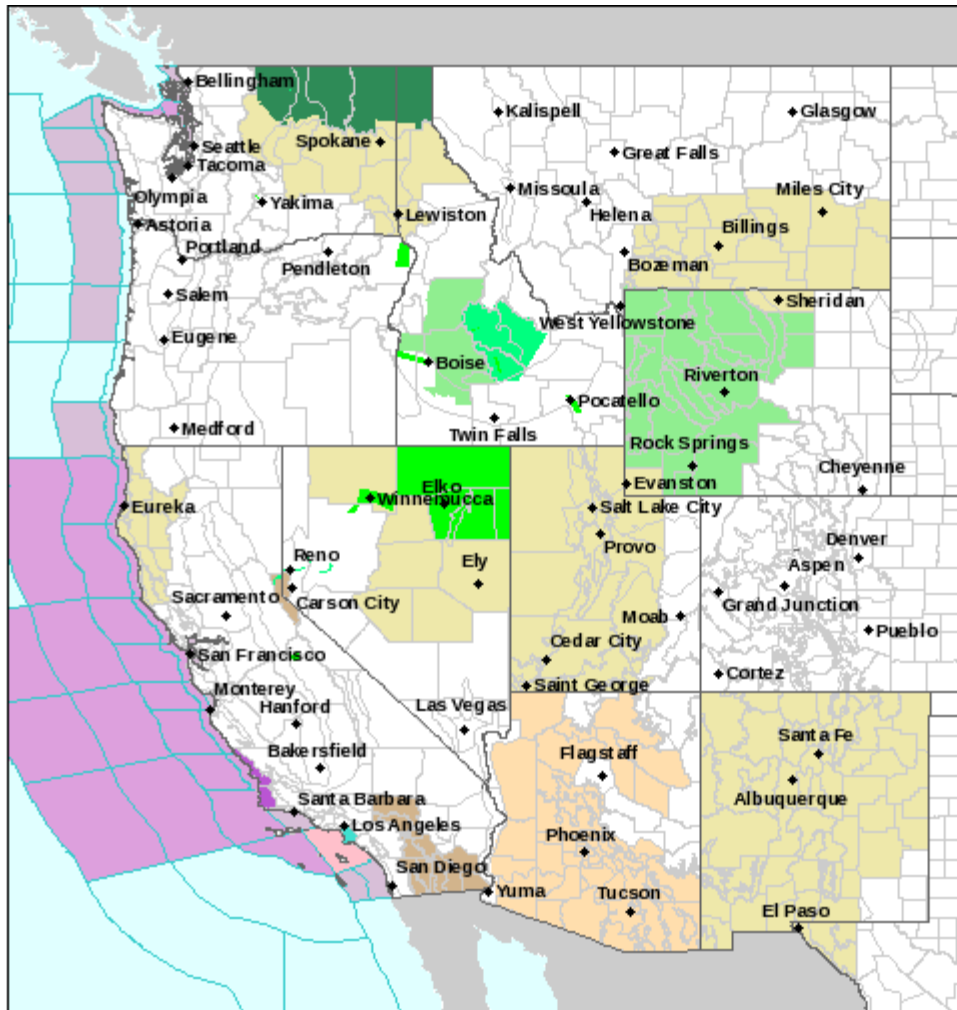 Bellingham
Kalispell
Glasgow
Seattle
Spokane
Great Falls
Tacoma
Olympia
Yakima
Lewiston
Missoula
Helena
Miles City
Astoria
Portland
Pendleton
Billings
Bozeman
Salem
Sheridan
West Yellowstone
Eugene
Boise
Riverton
Pocatello
Medford
Twin Falls
Rock Springs
Cheyenne
Evanston
Elko
Winnemucca
Eureka
Salt Lake City
Provo
Reno
Ely
Denver
Aspen
Sacramento
Carson City
Moab
Grand Junction
Pueblo
San Francisco
Cedar City
Cortez
Saint George
Monterey
Hanford
Las Vegas
Bakersfield
Flagstaff
Santa Fe
Albuquerque
Santa Barbara
Los Angeles
Phoenix
San Diego
Yuma
Tucson
El Paso